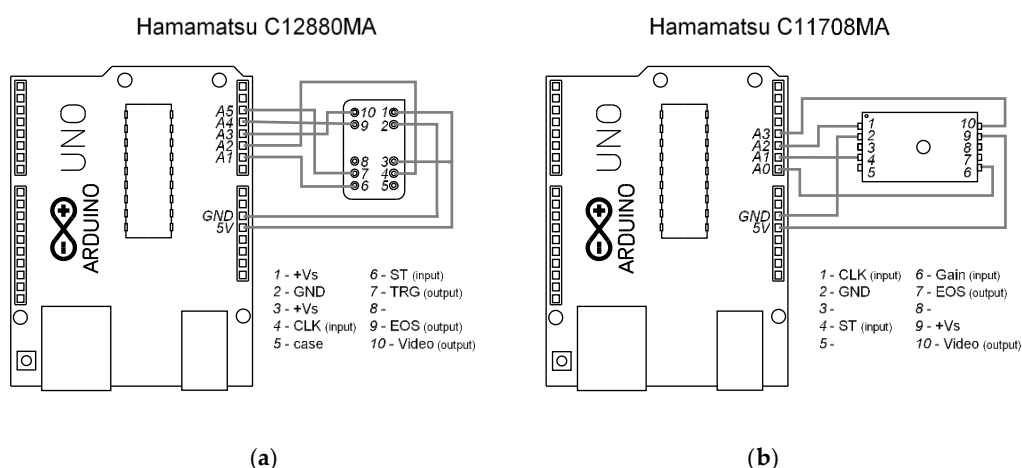 Hamamatsu C12880MA
UNO
ARDUINO
A5
A4
A3
A2
A1
GND
5V
10 1
9 2
8 3
7 4
6 5
1 - +Vs
2 - GND
3 - +Vs
4 - CLK (input)
5 - case
6 - ST (input)
7 - TRG (output)
8 -
9 - EOS (output)
10 - Video (output)
(a)
Hamamatsu C11708MA
UNO
ARDUINO
A3
A2
A1
A0
GND
5V
1 10
2 9
3 8
4 7
5 6
1 - CLK (input)
2 - GND
3 -
4 - ST (input)
5 -
6 - Gain (input)
7 - EOS (output)
8 -
9 - +Vs
10 - Video (output)
(b)